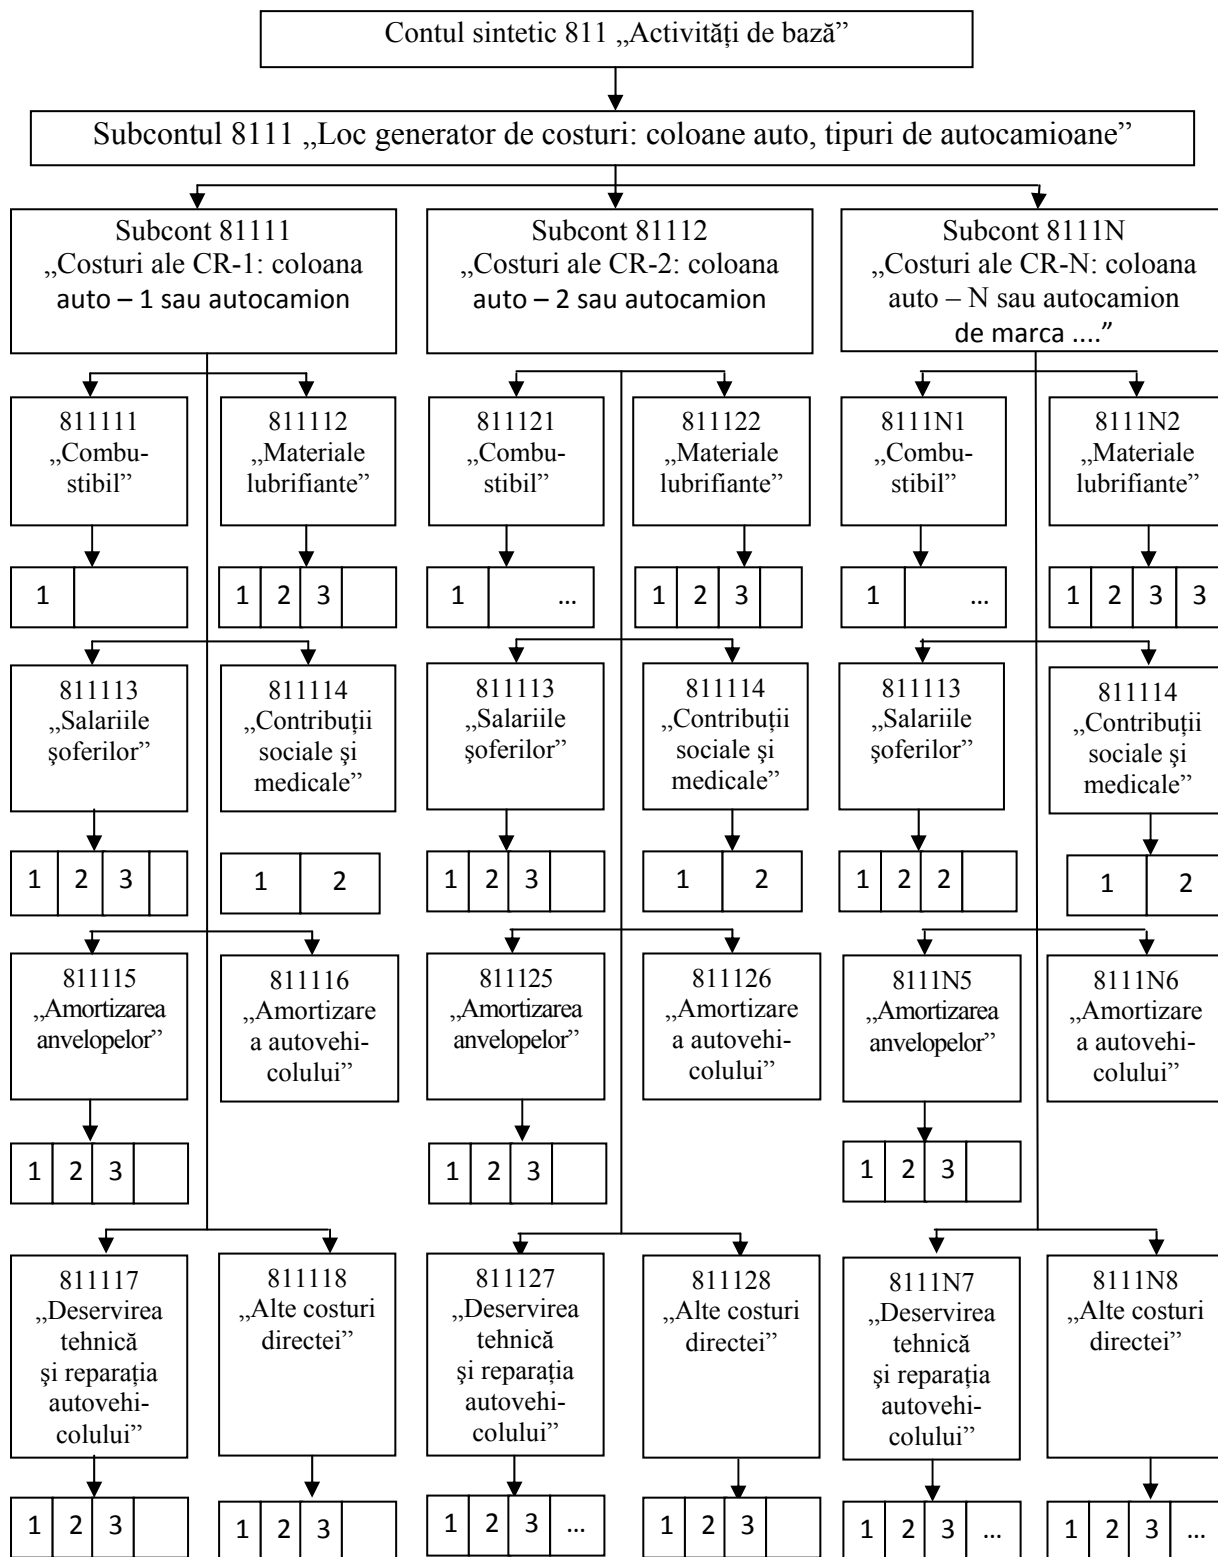 Contul sintetic 811 „Activități de bază”
Subcontul 8111 „Loc generator de costuri: coloane auto, tipuri de autocamioane”
Subcont 81111
„Costuri ale CR-1: coloana
auto – 1 sau autocamion
Subcont 81112
„Costuri ale CR-2: coloana
auto – 2 sau autocamion
Subcont 8111N
„Costuri ale CR-N: coloana
auto – N sau autocamion
de marca ....”
811111
„Combu-
stibil”
811112
„Materiale
lubrifiante”
811121
„Combu-
stibil”
811122
„Materiale
lubrifiante”
8111N1
„Combu-
stibil”
8111N2
„Materiale
lubrifiante”
1
1 2 3
1 ...
1 2 3
1 ...
1 2 3 3
811113
„Salariile
şoferilor”
811114
„Contribuții
sociale şi
medicale”
811113
„Salariile
şoferilor”
811114
„Contribuții
sociale şi
medicale”
811113
„Salariile
şoferilor”
811114
„Contribuții
sociale şi
medicale”
1 2 3
1 2
1 2 3
1 2
1 2 2
1 2
811115
„Amortizarea
anvelopelor”
811116
„Amortizare
a autovehi-
colului”
811125
„Amortizarea
anvelopelor”
811126
„Amortizare
a autovehi-
colului”
8111N5
„Amortizarea
anvelopelor”
8111N6
„Amortizare
a autovehi-
colului”
1 2 3
1 2 3
1 2 3
811117
„Deservirea
tehnică
şi reparația
autovehi-
colului”
811118
„Alte costuri
directei”
811127
„Deservirea
tehnică
şi reparația
autovehi-
colului”
811128
„Alte costuri
directei”
8111N7
„Deservirea
tehnică
şi reparația
autovehi-
colului”
8111N8
„Alte costuri
directei”
1 2 3
1 2 3
1 2 3 ...
1 2 3
1 2 3 ...
1 2 3 ...